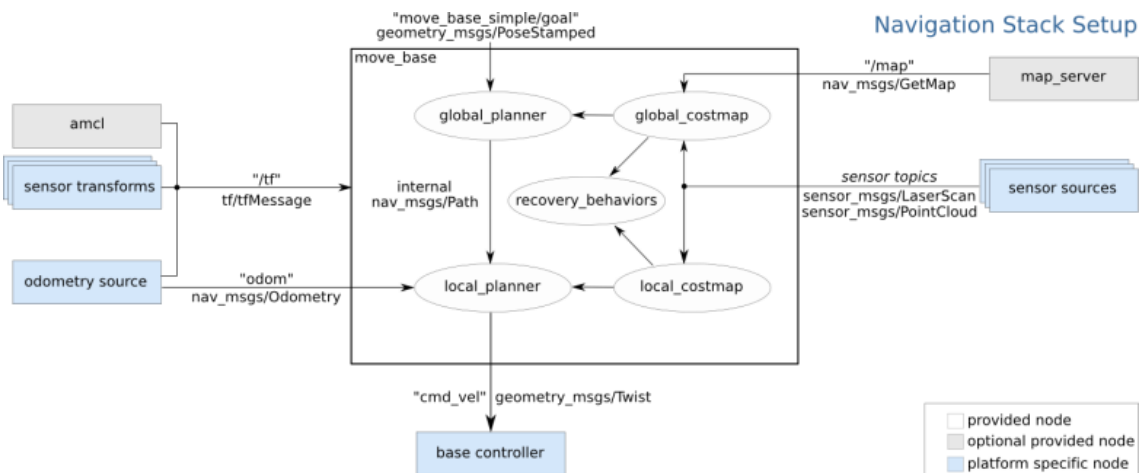 Navigation Stack Setup
"move_base_simple/goal"
geometry_msgs/PoseStamped
move_base
"/map"
nav_msgs/GetMap
map_server
amcl
global_planner
global_costmap
sensor transforms
"/tf"
tf/tfMessage
internal
nav_msgs/Path
recovery_behaviors
sensor topics
sensor_msgs/LaserScan
sensor_msgs/PointCloud
sensor sources
odometry source
"odom"
nav_msgs/Odometry
local_planner
local_costmap
"cmd_vel" geometry_msgs/Twist
base controller
provided node
optional provided node
platform specific node